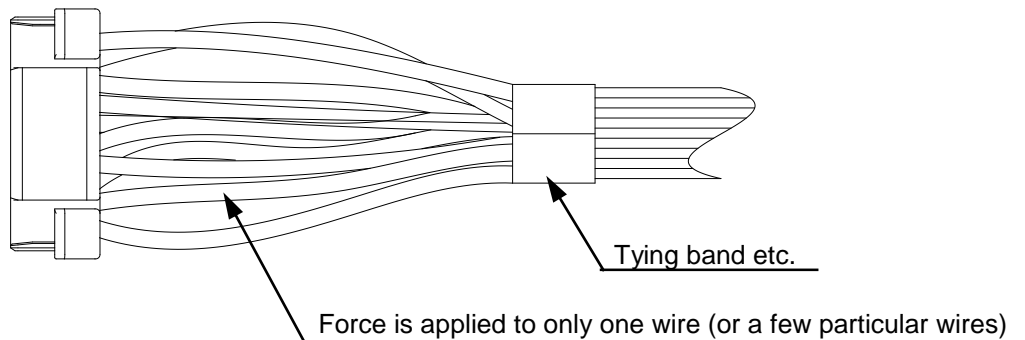 Tying band etc.
Force is applied to only one wire (or a few particular wires)